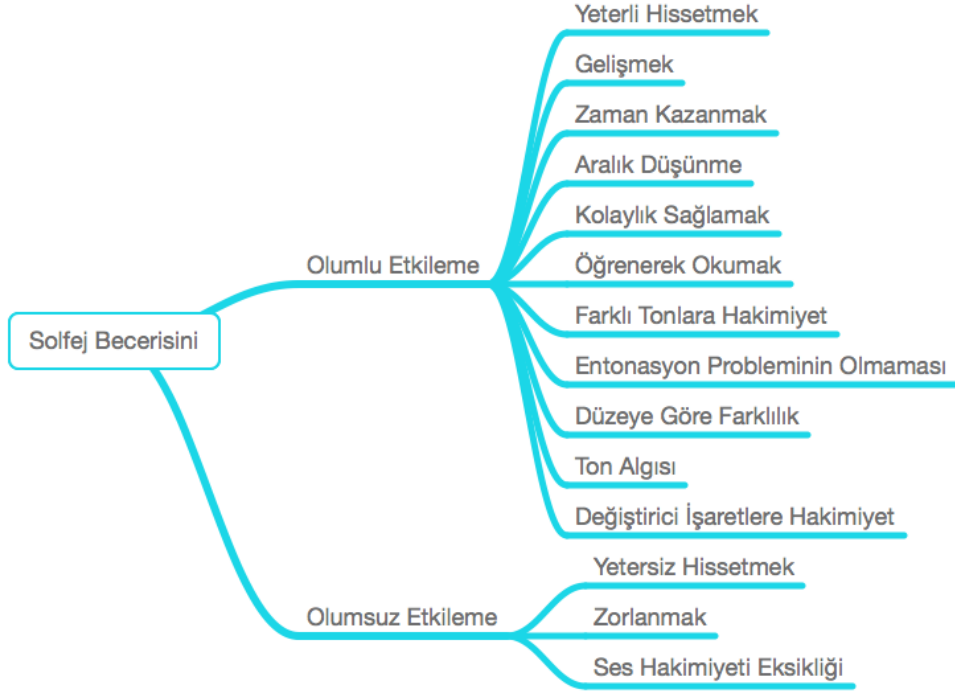 Solfej Becerisini
Olumlu Etkileme
Yeterli Hissetmek
Gelişmek
Zaman Kazanmak
Aralık Düşünme
Kolaylık Sağlamak
Öğrenerek Okumak
Farklı Tonlara Hakimiyet
Entonasyon Probleminin Olmaması
Düzeye Göre Farklılık
Ton Algısı
Değiştirici İşaretlere Hakimiyet
Olumsuz Etkileme
Yetersiz Hissetmek
Zorlanmak
Ses Hakimiyeti Eksikliği